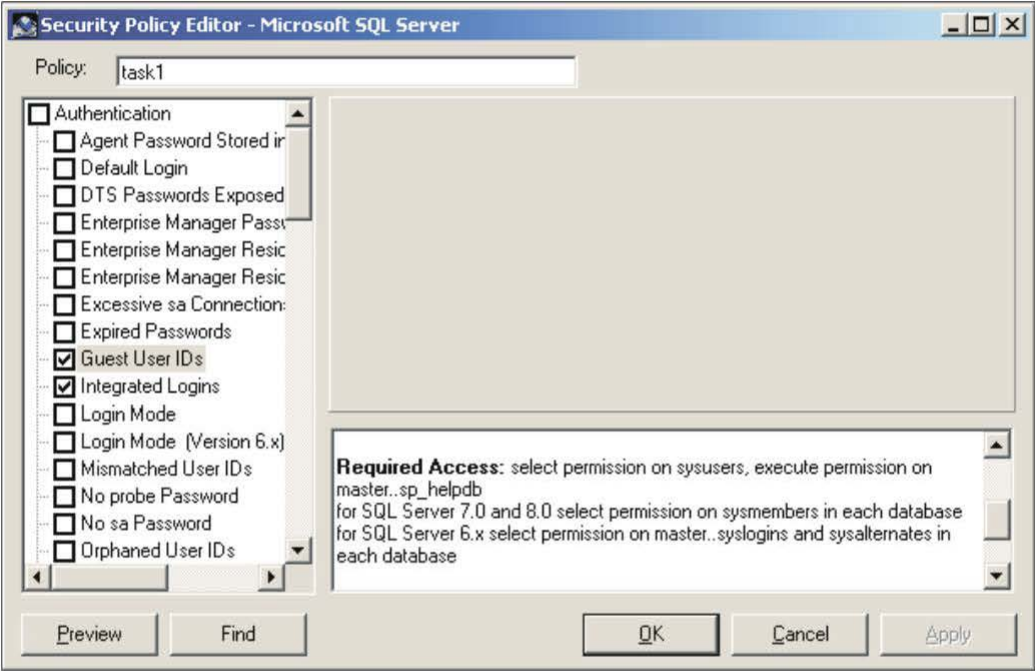 Security Policy Editor - Microsoft SQL Server
Policy: task1
Authentication
Agent Password Stored in
Default Login
DTS Passwords Exposed
Enterprise Manager Passw
Enterprise Manager Resid
Enterprise Manager Resid
Excessive sa Connections
Expired Passwords
Guest User IDs
Integrated Logins
Login Mode
Login Mode (Version 6.x)
Mismatched User IDs
No probe Password
No sa Password
Orphaned User IDs
Required Access: select permission on sysusers, execute permission on
master..sp_helpdb
for SQL Server 7.0 and 8.0 select permission on sysmembers in each database
for SQL Server 6.x select permission on master..syslogins and sysalternates in
each database
Preview Find OK Cancel Apply